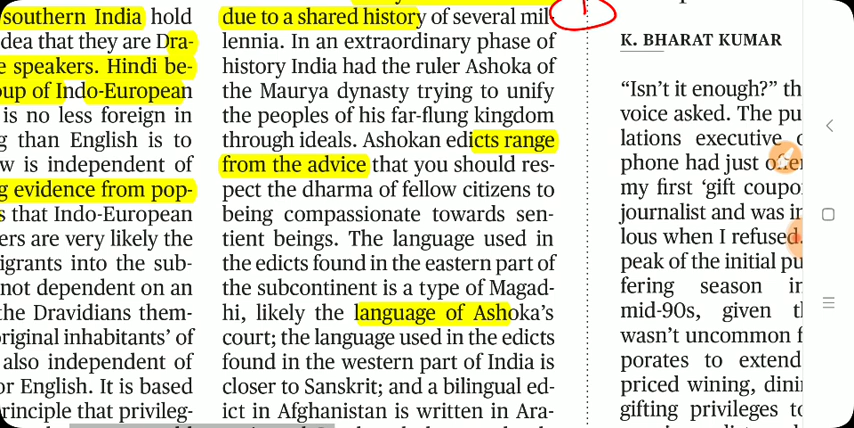 southern India hold
dea that they are Dra-
e speakers. Hindi be-
oup of Indo-European
is no less foreign in
g than English is to
w is independent of
g evidence from pop-
s that Indo-European
ers are very likely the
igrants into the sub-
not dependent on an
the Dravidians them-
original inhabitants' of
also independent of
or English. It is based
rinciple that privileg-
due to a shared history of several mil-
lennia. In an extraordinary phase of
history India had the ruler Ashoka of
the Maurya dynasty trying to unify
the peoples of his far-flung kingdom
through ideals. Ashokan edicts range
from the advice that you should res-
pect the dharma of fellow citizens to
being compassionate towards sen-
tient beings. The language used in
the edicts found in the eastern part of
the subcontinent is a type of Magad-
hi, likely the language of Ashoka's
court; the language used in the edicts
found in the western part of India is
closer to Sanskrit; and a bilingual ed-
ict in Afghanistan is written in Ara-
K. BHARAT KUMAR
"Isn't it enough?" th
voice asked. The pu
lations executive
phone had just
my first 'gift coupo
journalist and was in
lous when I refused.
peak of the initial pu
fering season in
mid-90s, given t
wasn't uncommon f
porates to extend
priced wining, dini
gifting privileges to